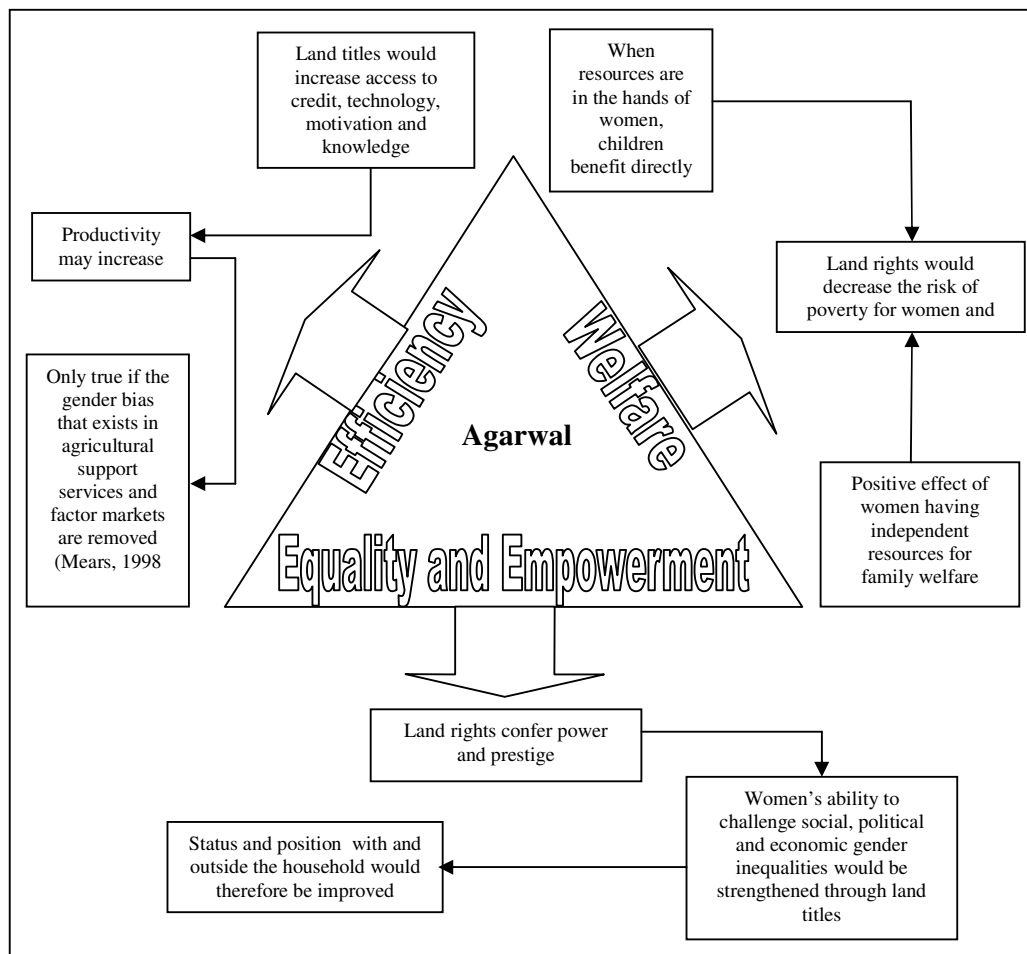 Land titles would
increase access to
credit, technology,
motivation and
knowledge
When
resources are
in the hands of
women,
children
benefit directly
Productivity
may increase
Land rights would
decrease the risk of
poverty for women and
Only true if the
gender bias
that exists in
agricultural
support
services and
factor markets
are removed
(Mears, 1998
Efficiency
Welfare
Agarwal
Equality and Empowerment
Positive effect of
women having
independent
resources for
family welfare
Land rights confer power
and prestige
Women’s ability to
challenge social, political
and economic gender
inequalities would be
strengthened through land
titles
Status and position with and
outside the household would
therefore be improved